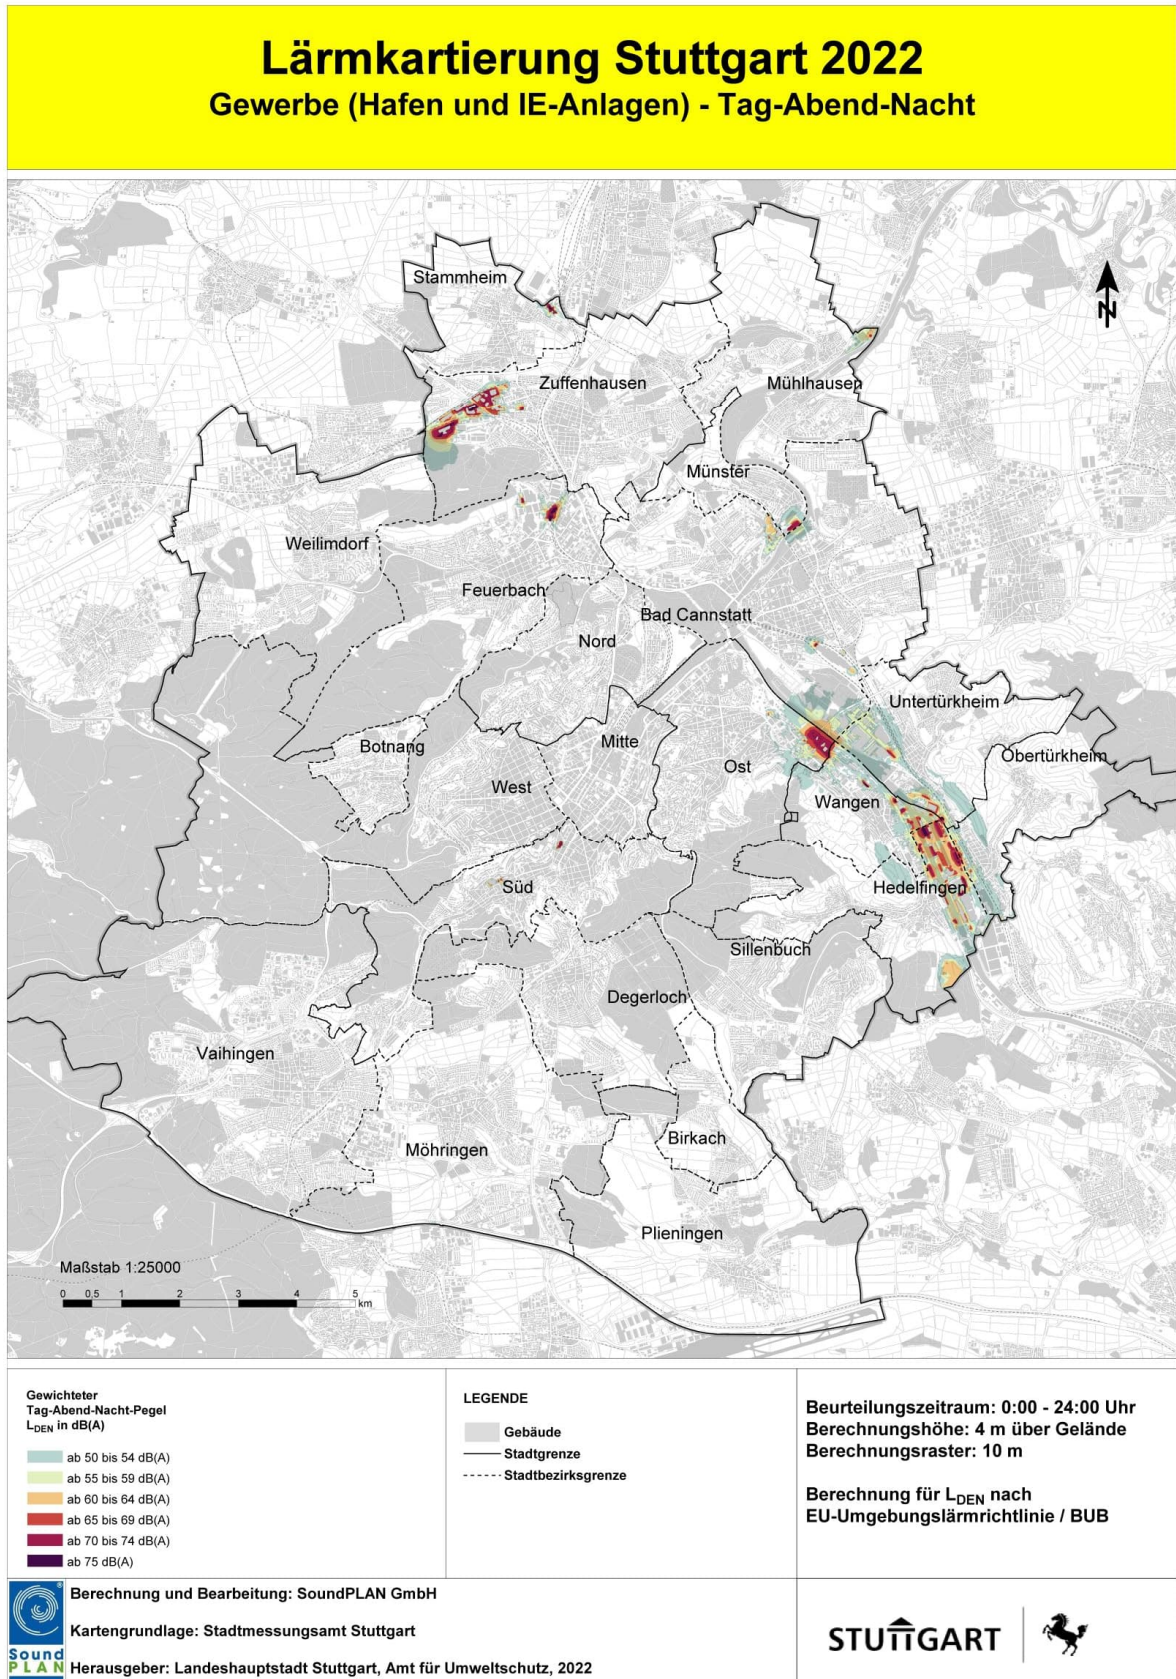 Lärmkartierung Stuttgart 2022
Gewerbe (Hafen und IE-Anlagen) - Tag-Abend-Nacht
Stammheim
N
Zuffenhausen
Mühlhausen
Münster
Weilimdorf
Feuerbach
Bad Cannstatt
Nord
Untertürkheim
Botnang
Mitte
Obertürkheim
Ost
West
Wangen
Süd
Hedelfingen
Sillenbuch
Degerloch
Vaihingen
Birkach
Möhringen
Plieningen
Maßstab 1:25000
0 0,5 1 2 3 4 5
km
Gewichteter
Tag-Abend-Nacht-Pegel
LDEN in dB(A)
ab 50 bis 54 dB(A)
ab 55 bis 59 dB(A)
ab 60 bis 64 dB(A)
ab 65 bis 69 dB(A)
ab 70 bis 74 dB(A)
ab 75 dB(A)
LEGENDE
Gebäude
Stadtgrenze
Stadtbezirksgrenze
Beurteilungszeitraum: 0:00 - 24:00 Uhr
Berechnungshöhe: 4 m über Gelände
Berechnungsraster: 10 m
Berechnung für LDEN nach
EU-Umgebungslärmrichtlinie / BUB
Sound
PLAN
®
Berechnung und Bearbeitung: SoundPLAN GmbH
Kartengrundlage: Stadtmessungsamt Stuttgart
Herausgeber: Landeshauptstadt Stuttgart, Amt für Umweltschutz, 2022
STUTTGART